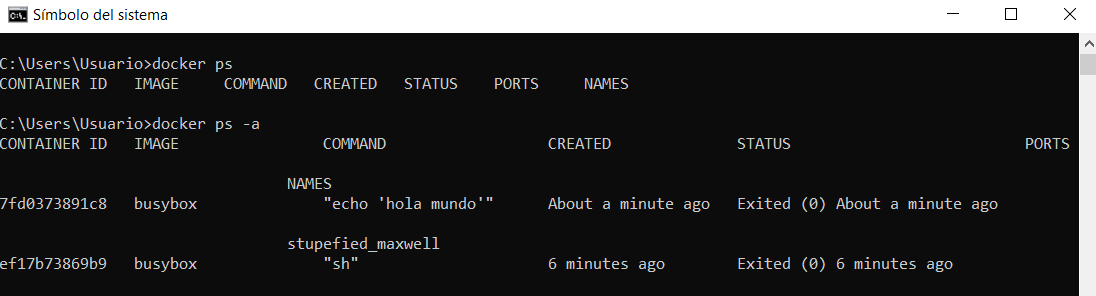 Símbolo del sistema
C:\Users\Usuario>docker ps
CONTAINER ID IMAGE COMMAND CREATED STATUS PORTS NAMES
C:\Users\Usuario>docker ps -a
CONTAINER ID IMAGE COMMAND CREATED STATUS PORTS
NAMES
7fd0373891c8 busybox "echo 'hola mundo'" About a minute ago Exited (0) About a minute ago
stupefied_maxwell
ef17b73869b9 busybox "sh" 6 minutes ago Exited (0) 6 minutes ago